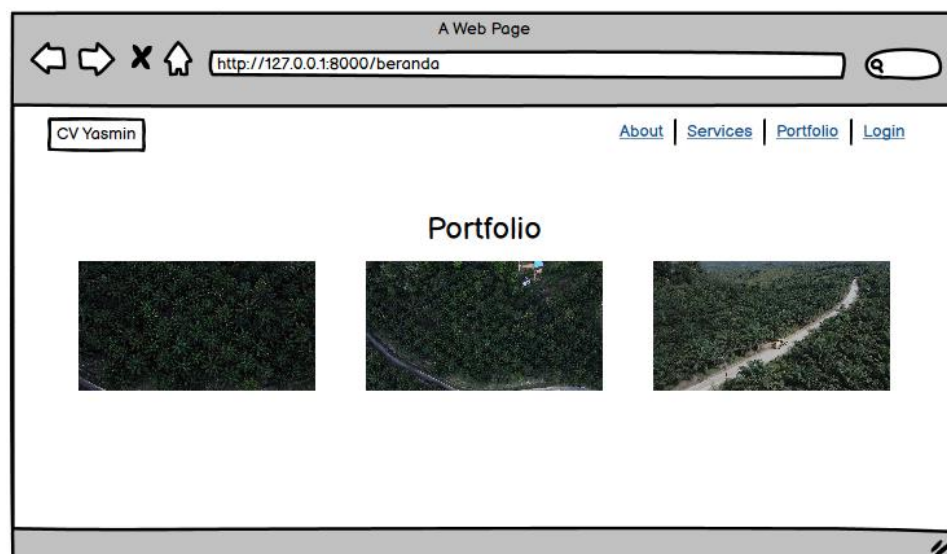 A Web Page
http://127.0.0.1:8000/beranda
CV Yasmin
About | Services | Portfolio | Login
Portfolio